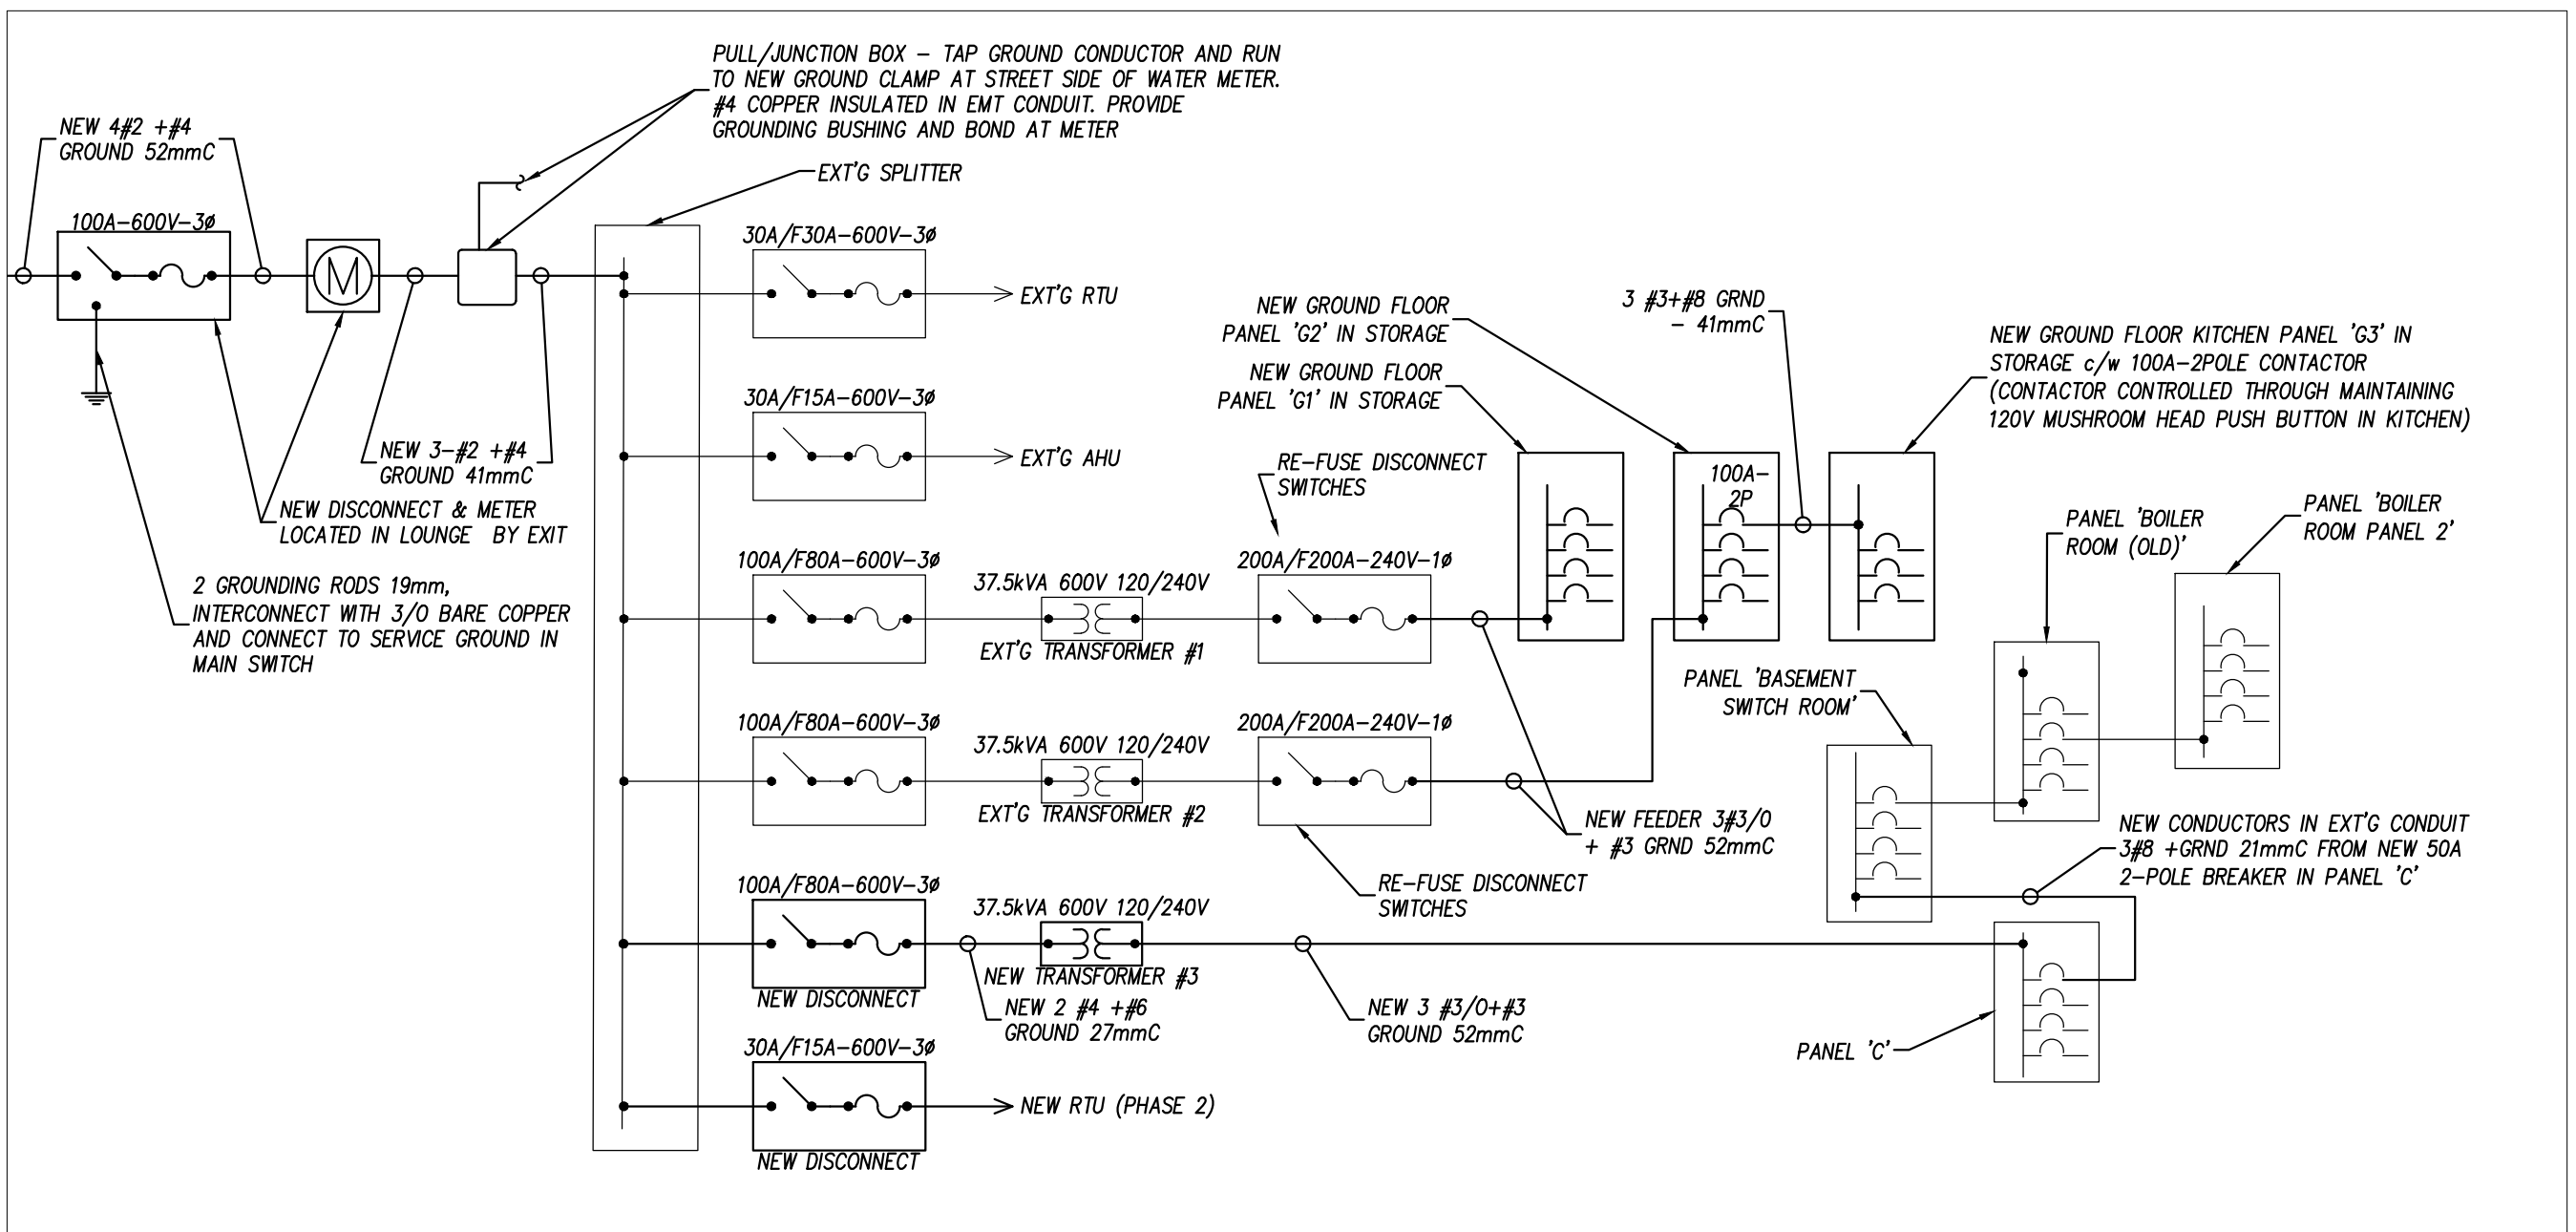 PULL/JUNCTION BOX – TAP GROUND CONDUCTOR AND RUN
TO NEW GROUND CLAMP AT STREET SIDE OF WATER METER.
#4 COPPER INSULATED IN EMT CONDUIT. PROVIDE
GROUNDING BUSHING AND BOND AT METER
NEW 4#2 +#4
GROUND 52mmC
EXT'G SPLITTER
100A-600V-3ø
M
NEW 3-#2 +#4
GROUND 41mmC
NEW DISCONNECT & METER
LOCATED IN LOUNGE BY EXIT
2 GROUNDING RODS 19mm,
INTERCONNECT WITH 3/0 BARE COPPER
AND CONNECT TO SERVICE GROUND IN
MAIN SWITCH
30A/F30A-600V-3ø
EXT'G RTU
30A/F15A-600V-3ø
EXT'G AHU
100A/F80A-600V-3ø
37.5kVA 600V 120/240V
EXT'G TRANSFORMER #1
RE-FUSE DISCONNECT
SWITCHES
200A/F200A-240V-1ø
NEW GROUND FLOOR
PANEL 'G2' IN STORAGE
NEW GROUND FLOOR
PANEL 'G1' IN STORAGE
3 #3+#8 GRND
- 41mmC
100A-
2P
NEW GROUND FLOOR KITCHEN PANEL 'G3' IN
STORAGE c/w 100A-2POLE CONTACTOR
(CONTACTOR CONTROLLED THROUGH MAINTAINING
120V MUSHROOM HEAD PUSH BUTTON IN KITCHEN)
PANEL 'BOILER
ROOM (OLD)'
PANEL 'BOILER
ROOM PANEL 2'
PANEL 'BASEMENT
SWITCH ROOM'
100A/F80A-600V-3ø
37.5kVA 600V 120/240V
EXT'G TRANSFORMER #2
200A/F200A-240V-1ø
RE-FUSE DISCONNECT
SWITCHES
NEW FEEDER 3#3/0
+ #3 GRND 52mmC
NEW CONDUCTORS IN EXT'G CONDUIT
3#8 +GRND 21mmC FROM NEW 50A
2-POLE BREAKER IN PANEL 'C'
100A/F80A-600V-3ø
NEW DISCONNECT
37.5kVA 600V 120/240V
NEW TRANSFORMER #3
NEW 2 #4 +#6
GROUND 27mmC
NEW 3 #3/0+#3
GROUND 52mmC
PANEL 'C'
30A/F15A-600V-3ø
NEW DISCONNECT
NEW RTU (PHASE 2)